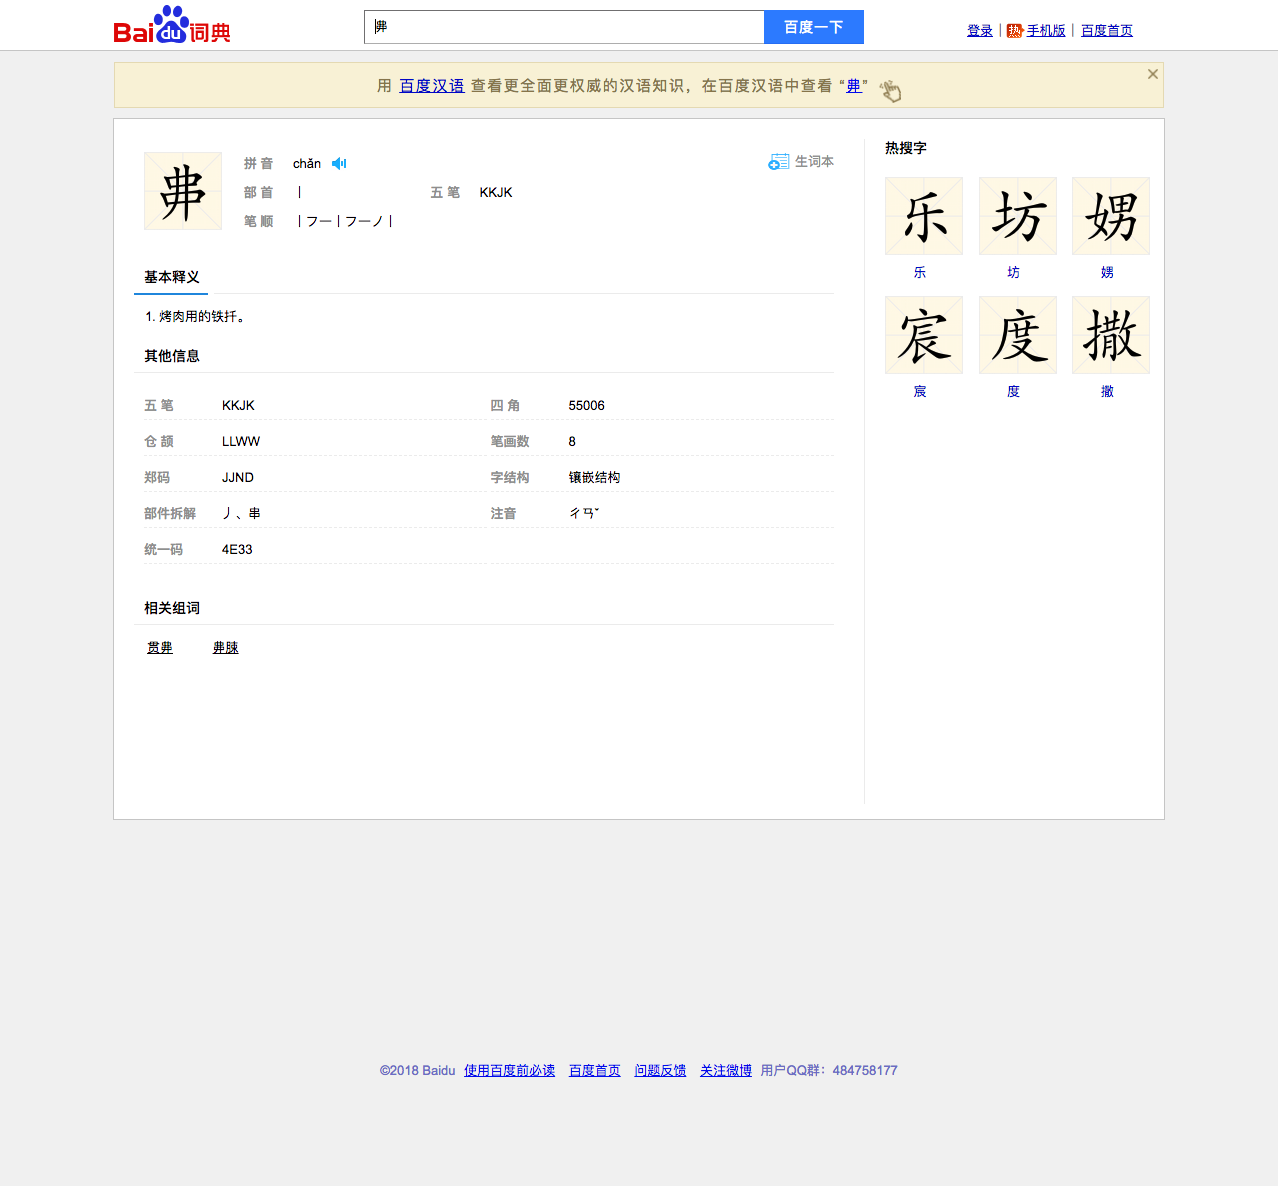 Baidu词典
丳
百度一下
登录 | 热 手机版 | 百度首页
用 百度汉语 查看更全面更权威的汉语知识，在百度汉语中查看 “丳”
丳
拼 音 chǎn
生词本
部 首 丨
五 笔 KKJK
笔 顺 丨フ一丨フ一ノ丨
基本释义
1. 烤肉用的铁扦。
其他信息
五 笔 KKJK 四 角 55006
仓 颉 LLWW 笔画数 8
郑码 JJND 字结构 镶嵌结构
部件拆解 丿、串 注音 ㄔㄢˇ
统一码 4E33
相关组词
贯丳 丳脨
热搜字
乐 坊 娚
乐 坊 娚
宸 度 撒
宸 度 撒
©2018 Baidu 使用百度前必读 百度首页 问题反馈 关注微博 用户QQ群：484758177